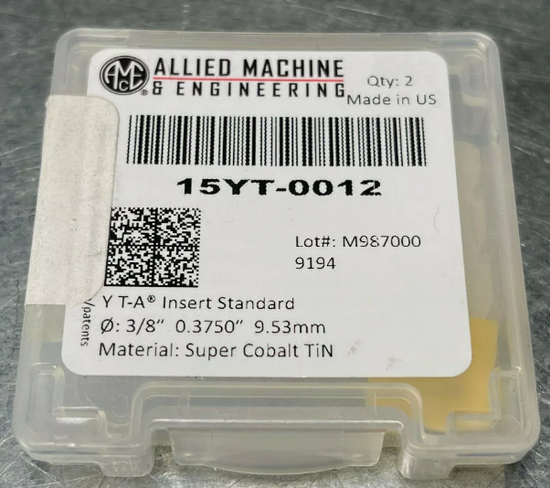 AMEC® ALLIED MACHINE
& ENGINEERING
Qty: 2
Made in US
15YT-0012
Lot#: M987000
9194
Y T-A® Insert Standard
Ø: 3/8" 0.3750" 9.53mm
Material: Super Cobalt TiN
/patents